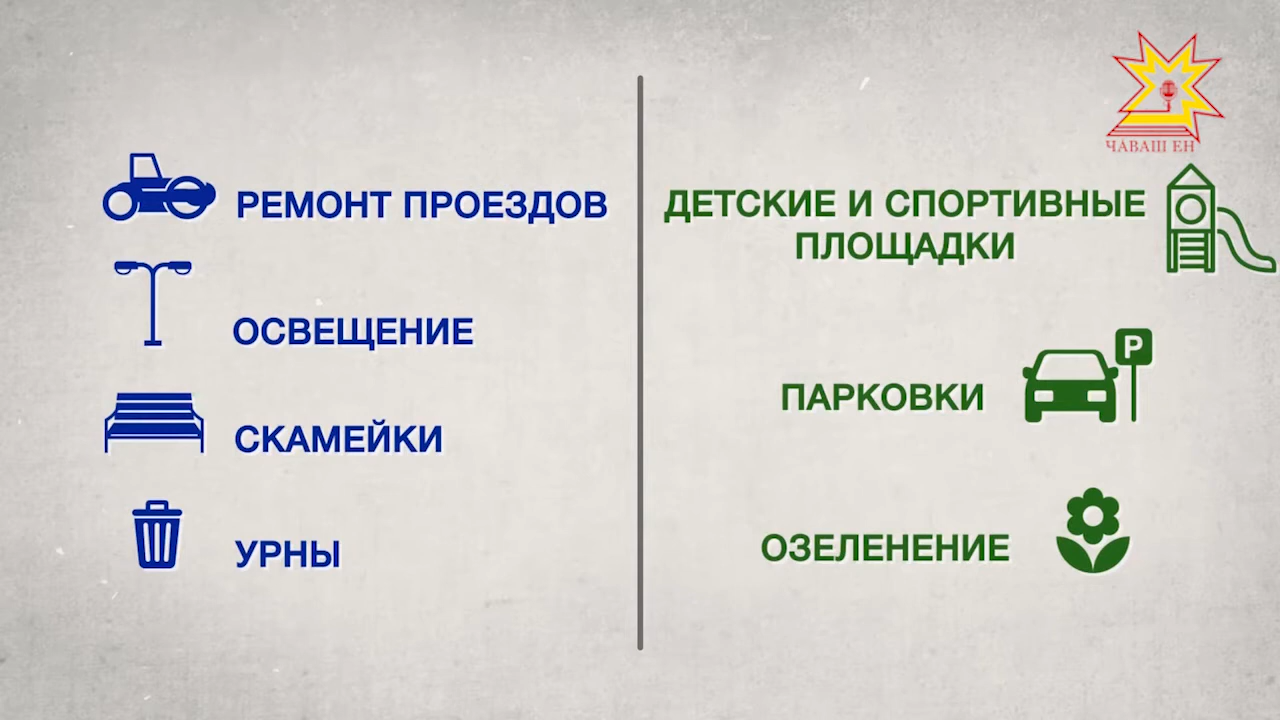 РЕМОНТ ПРОЕЗДОВ
ОСВЕЩЕНИЕ
СКАМЕЙКИ
УРНЫ
ЧАВАШ ЕН
ДЕТСКИЕ И СПОРТИВНЫЕ
ПЛОЩАДКИ
P
ПАРКОВКИ
ОЗЕЛЕНЕНИЕ